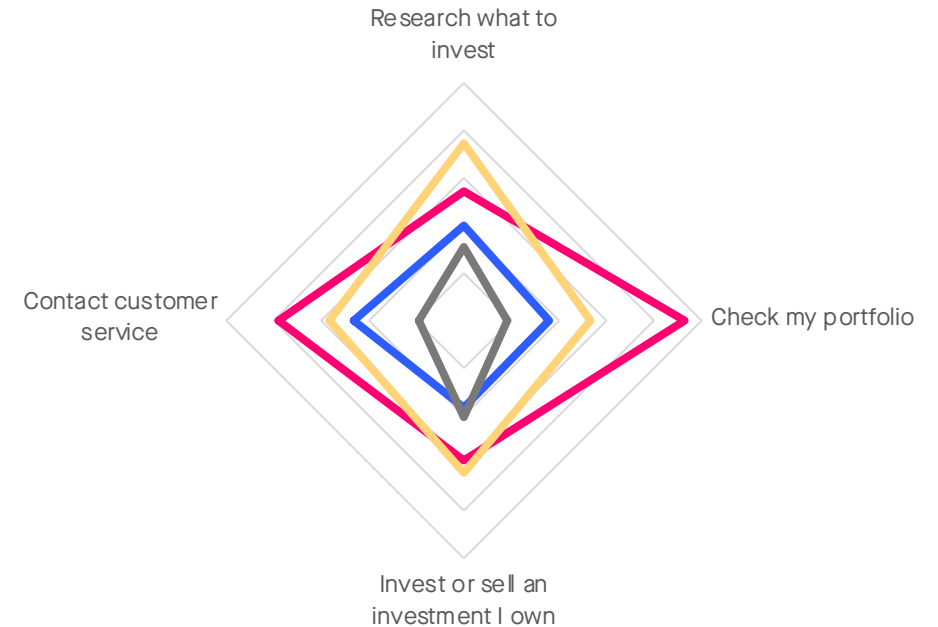 Research what to
invest
Contact customer
service
Check my portfolio
Invest or sell an
investment I own